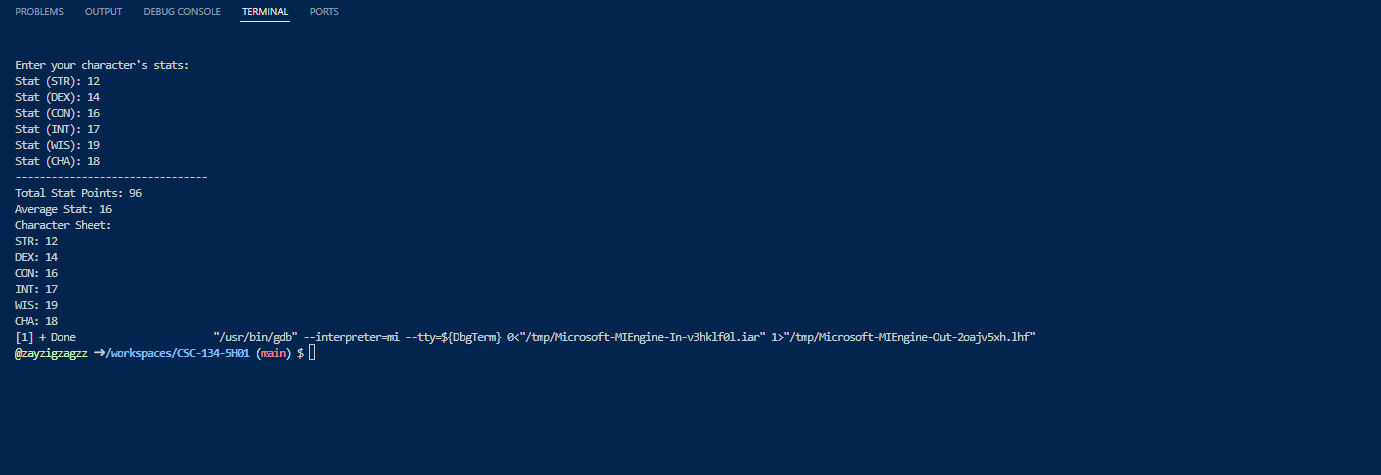 PROBLEMS OUTPUT DEBUG CONSOLE TERMINAL PORTS
Enter your character's stats:
Stat (STR): 12
Stat (DEX): 14
Stat (CON): 16
Stat (INT): 17
Stat (WIS): 19
Stat (CHA): 18
--------------------------------
Total Stat Points: 96
Average Stat: 16
Character Sheet:
STR: 12
DEX: 14
CON: 16
INT: 17
WIS: 19
CHA: 18
[1] + Done                       "/usr/bin/gdb" --interpreter=mi --tty=${DbgTerm} 0<"/tmp/Microsoft-MIEngine-In-v3hklf0l.iar" 1>"/tmp/Microsoft-MIEngine-Out-2oajv5xh.lhf"
@zayzigzagzz ➜/workspaces/CSC-134-5H01 (main) $